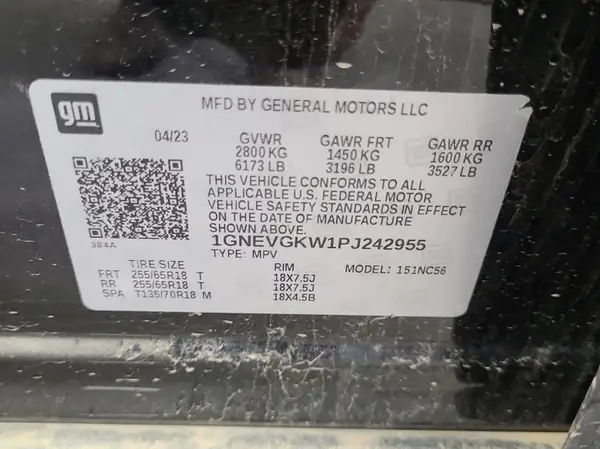 gm
MFD BY GENERAL MOTORS LLC
04/23 GVWR GAWR FRT GAWR RR
2800 KG 1450 KG 1600 KG
6173 LB 3196 LB 3527 LB
THIS VEHICLE CONFORMS TO ALL
APPLICABLE U.S. FEDERAL MOTOR
VEHICLE SAFETY STANDARDS IN EFFECT
ON THE DATE OF MANUFACTURE
SHOWN ABOVE.
384A 1GNEVGKW1PJ242955
TYPE: MPV MODEL: 151NC56
TIRE SIZE RIM
FRT 255/65R18 T 18X7.5J
RR 255/65R18 T 18X7.5J
SPA T135/70R18 M 18X4.5B